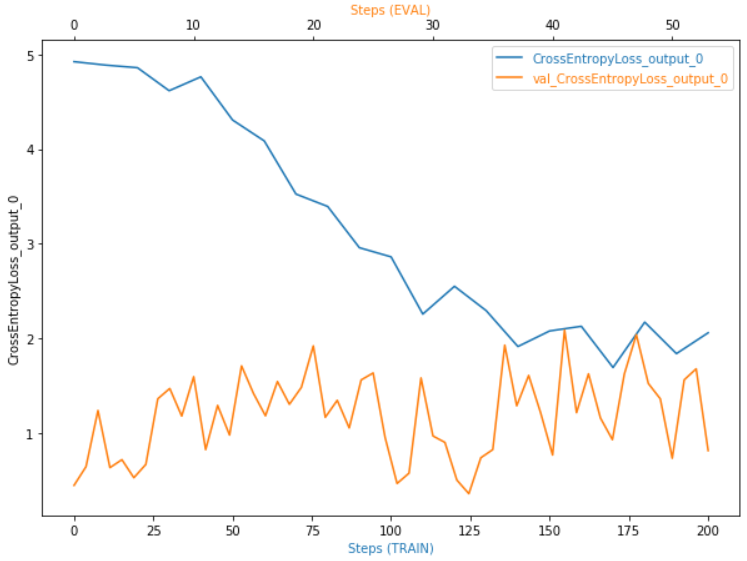 Steps (EVAL)
0 10 20 30 40 50
CrossEntropyLoss_output_0
val_CrossEntropyLoss_output_0
5
4
3
2
1
CrossEntropyLoss_output_0
0 25 50 75 100 125 150 175 200
Steps (TRAIN)